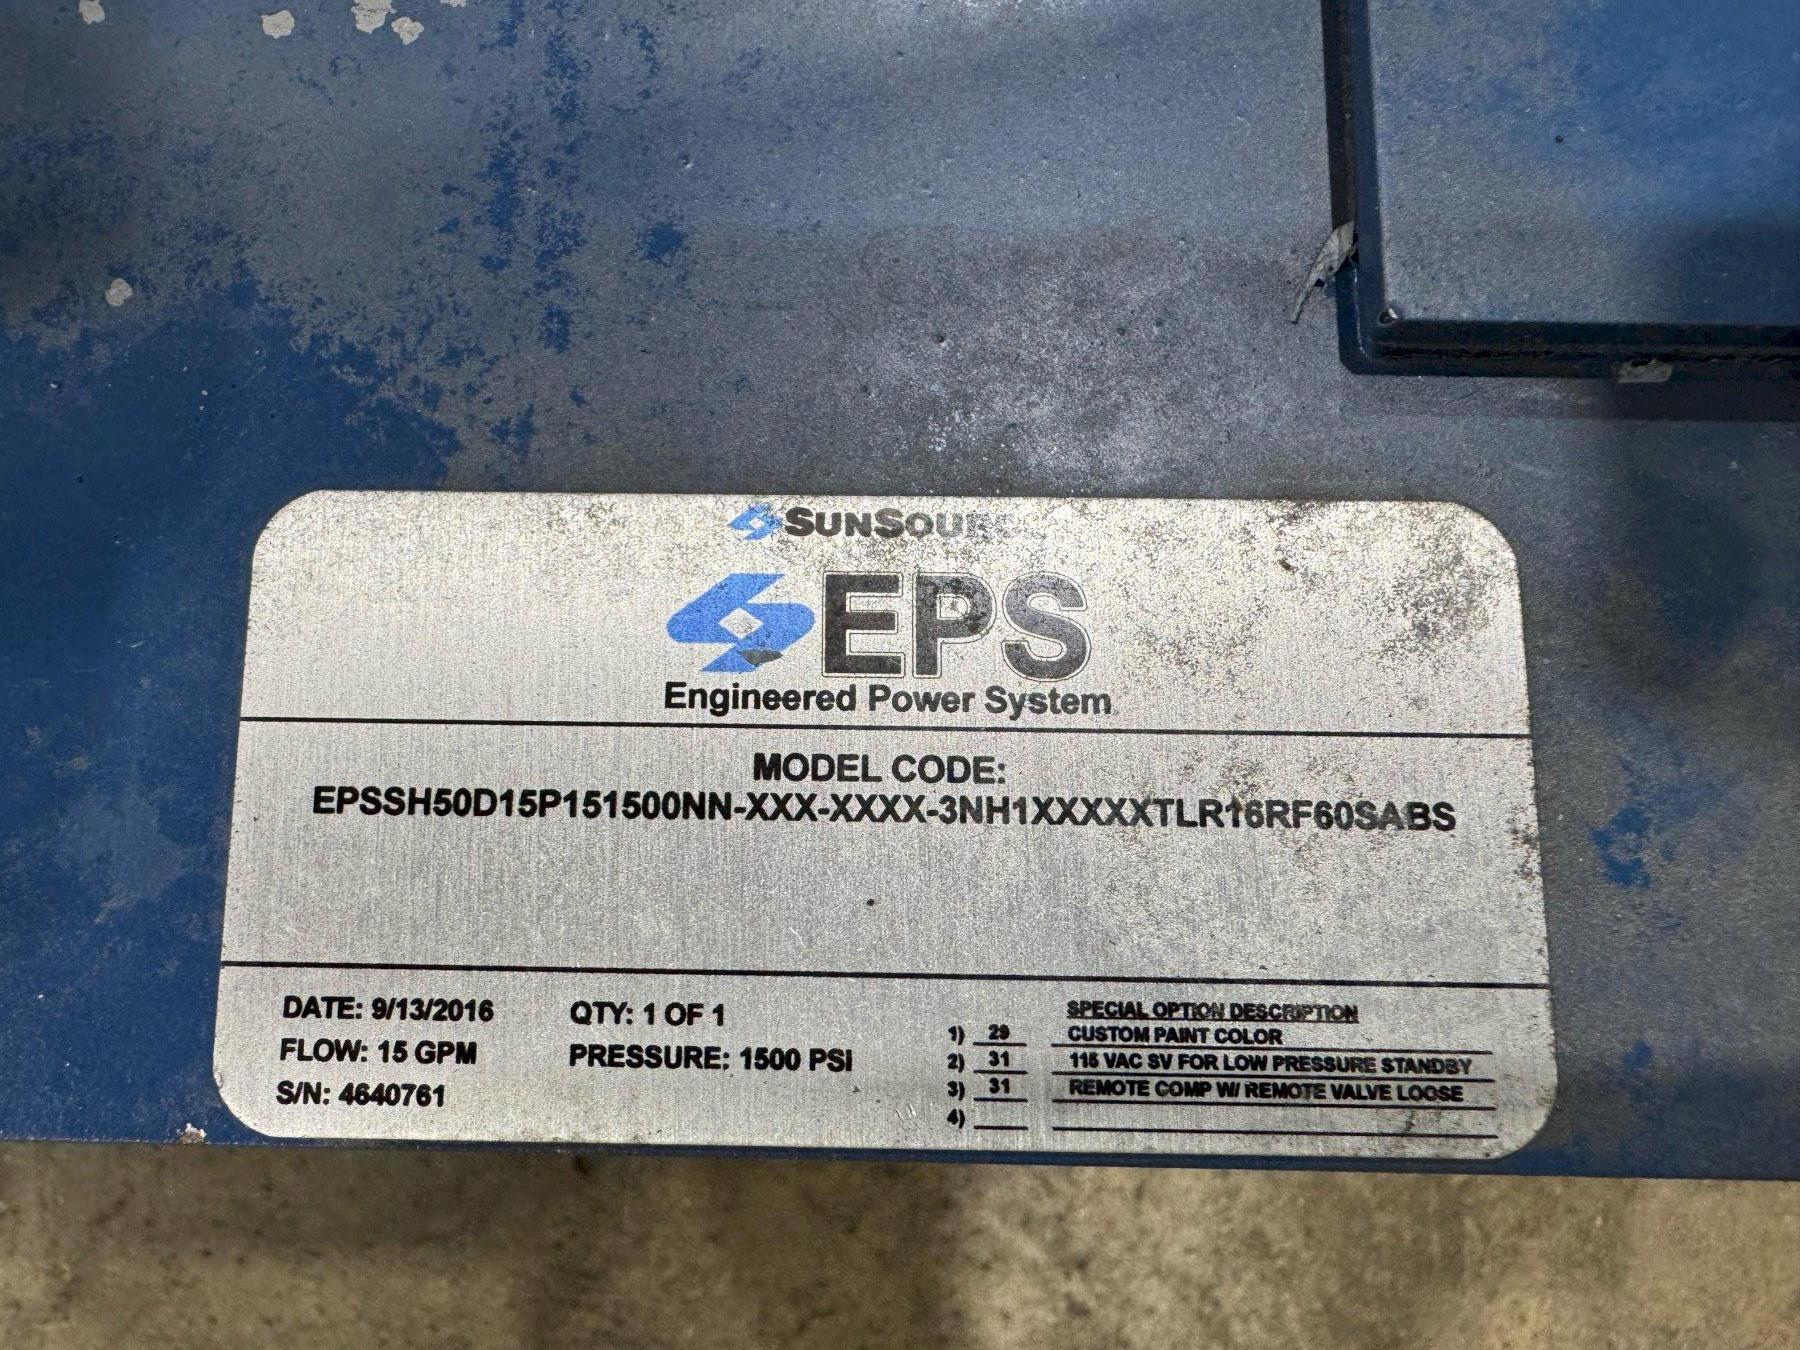 SUNSOURC
EPS
Engineered Power System
MODEL CODE:
EPSSH50D15P151500NN-XXX-XXXX-3NH1XXXXXTLR16RF60SABS
DATE: 9/13/2016 QTY: 1 OF 1
FLOW: 15 GPM PRESSURE: 1500 PSI
S/N: 4640761
SPECIAL OPTION DESCRIPTION
1) 29 CUSTOM PAINT COLOR
2) 31 115 VAC SV FOR LOW PRESSURE STANDBY
3) 31 REMOTE COMP W/ REMOTE VALVE LOOSE
4)